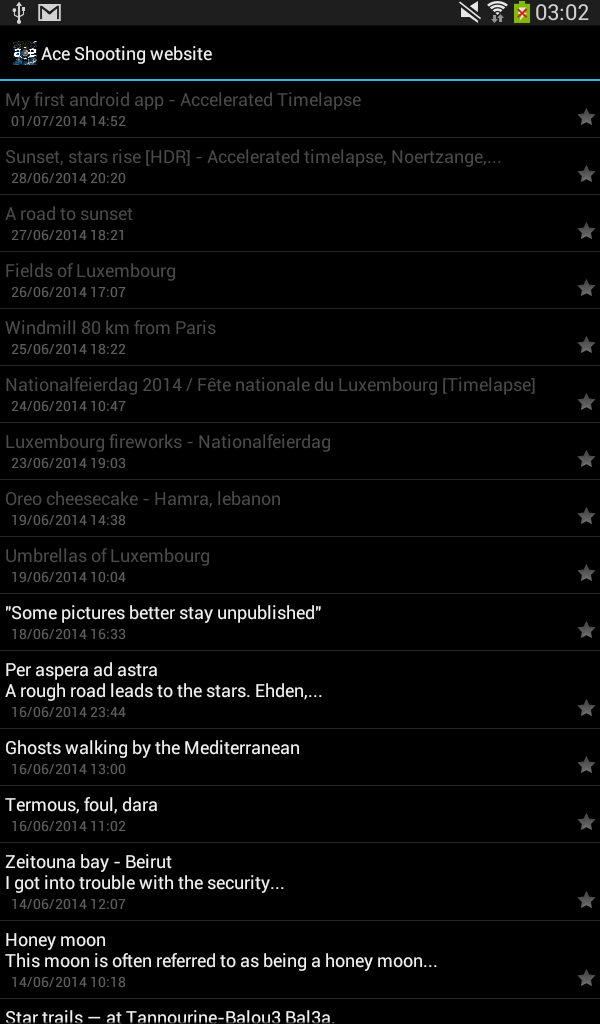 03:02
ace Ace Shooting website
My first android app - Accelerated Timelapse
01/07/2014 14:52
Sunset, stars rise [HDR] - Accelerated timelapse, Noertzange,...
28/06/2014 20:20
A road to sunset
27/06/2014 18:21
Fields of Luxembourg
26/06/2014 17:07
Windmill 80 km from Paris
25/06/2014 18:22
Nationalfeierdag 2014 / Fête nationale du Luxembourg [Timelapse]
24/06/2014 10:47
Luxembourg fireworks - Nationalfeierdag
23/06/2014 19:03
Oreo cheesecake - Hamra, lebanon
19/06/2014 14:38
Umbrellas of Luxembourg
19/06/2014 10:04
"Some pictures better stay unpublished"
18/06/2014 16:33
Per aspera ad astra
A rough road leads to the stars. Ehden,...
16/06/2014 23:44
Ghosts walking by the Mediterranean
16/06/2014 13:00
Termous, foul, dara
16/06/2014 11:02
Zeitouna bay - Beirut
I got into trouble with the security...
14/06/2014 12:07
Honey moon
This moon is often referred to as being a honey moon...
14/06/2014 10:18
Star trails — at Tannourine-Balou3 Bal3a.